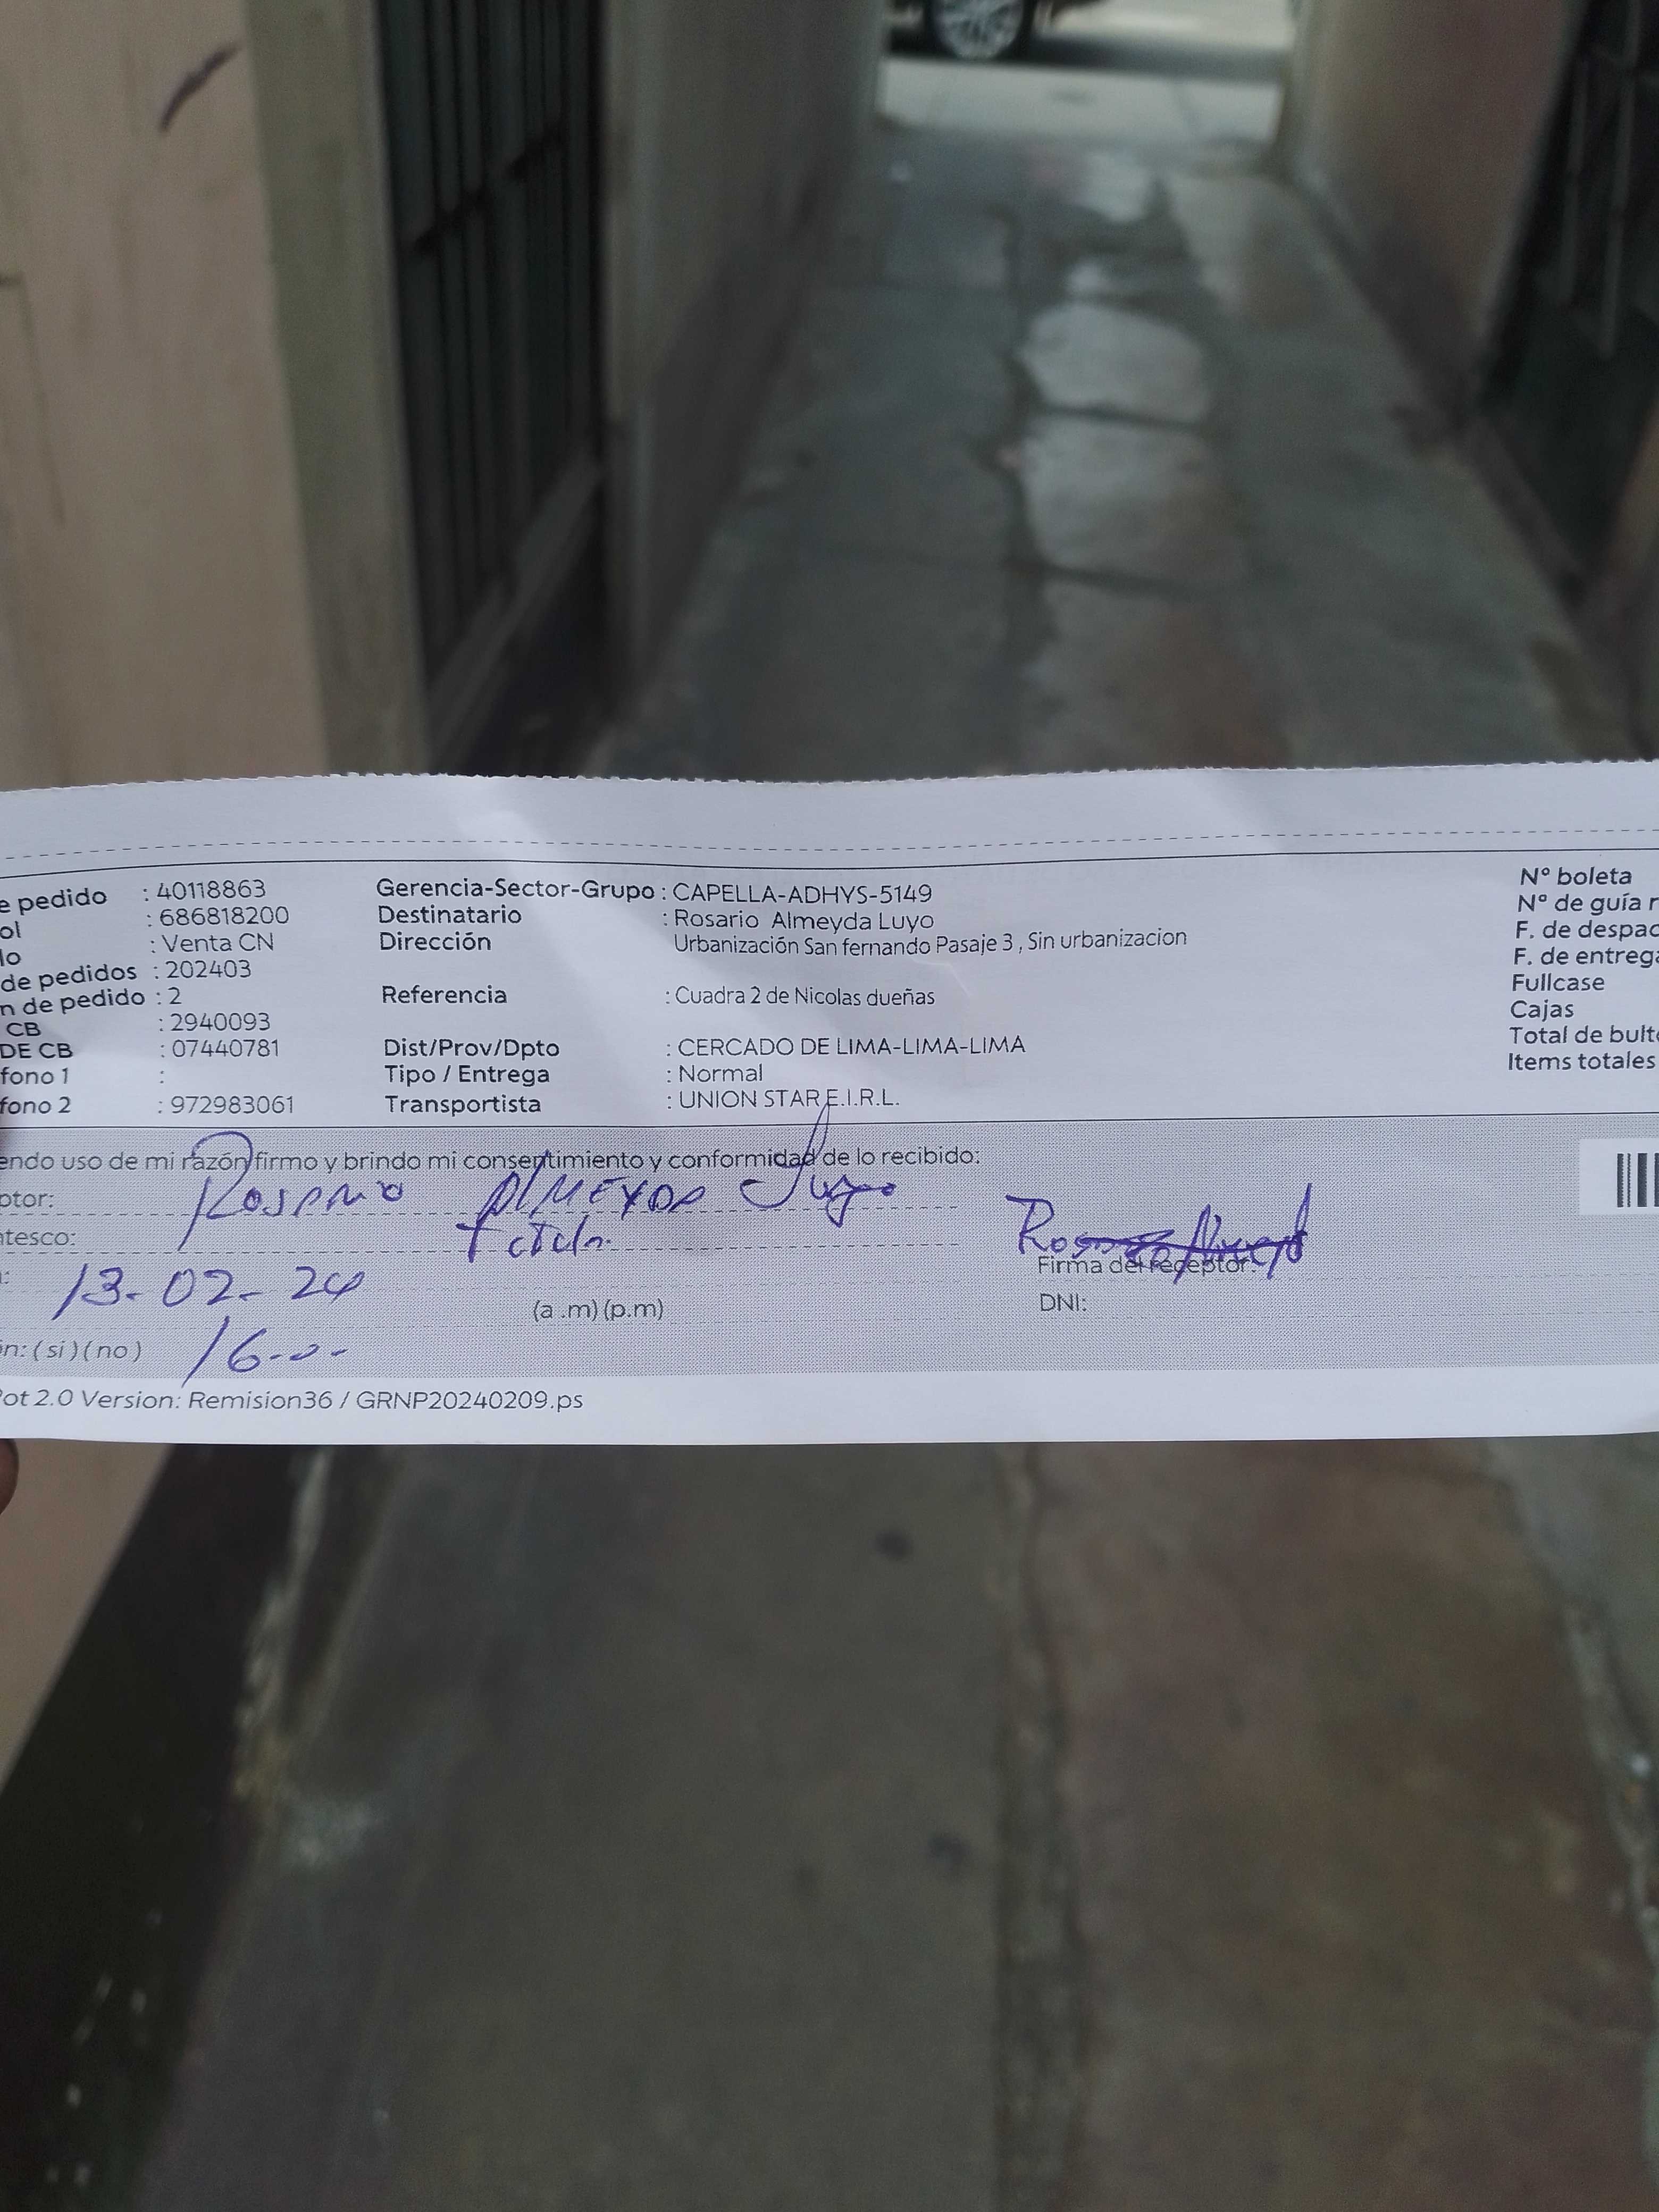 e pedido : 40118863 Gerencia-Sector-Grupo : CAPELLA-ADHYS-5149 N° boleta
ol : 686818200 Destinatario : Rosario Almeyda Luyo N° de guía r
lo : Venta CN Dirección Urbanización San fernando Pasaje 3 , Sin urbanizacion F. de despac
de pedidos : 202403 F. de entrega
n de pedido : 2 Referencia : Cuadra 2 de Nicolas dueñas Fullcase
CB : 2940093 Cajas
DE CB : 07440781 Dist/Prov/Dpto : CERCADO DE LIMA-LIMA-LIMA Total de bulto
fono 1 : Tipo / Entrega : Normal Items totales
fono 2 : 972983061 Transportista : UNION STAR E.I.R.L.
endo uso de mi razón firmo y brindo mi consentimiento y conformidad de lo recibido:
ptor: Rosario Almeyda Luyo
ntesco:
Firma del receptor:
: 13-02-24 (a .m) (p.m) DNI:
ón: ( si ) ( no ) 16
Pot 2.0 Version: Remision36 / GRNP20240209.ps